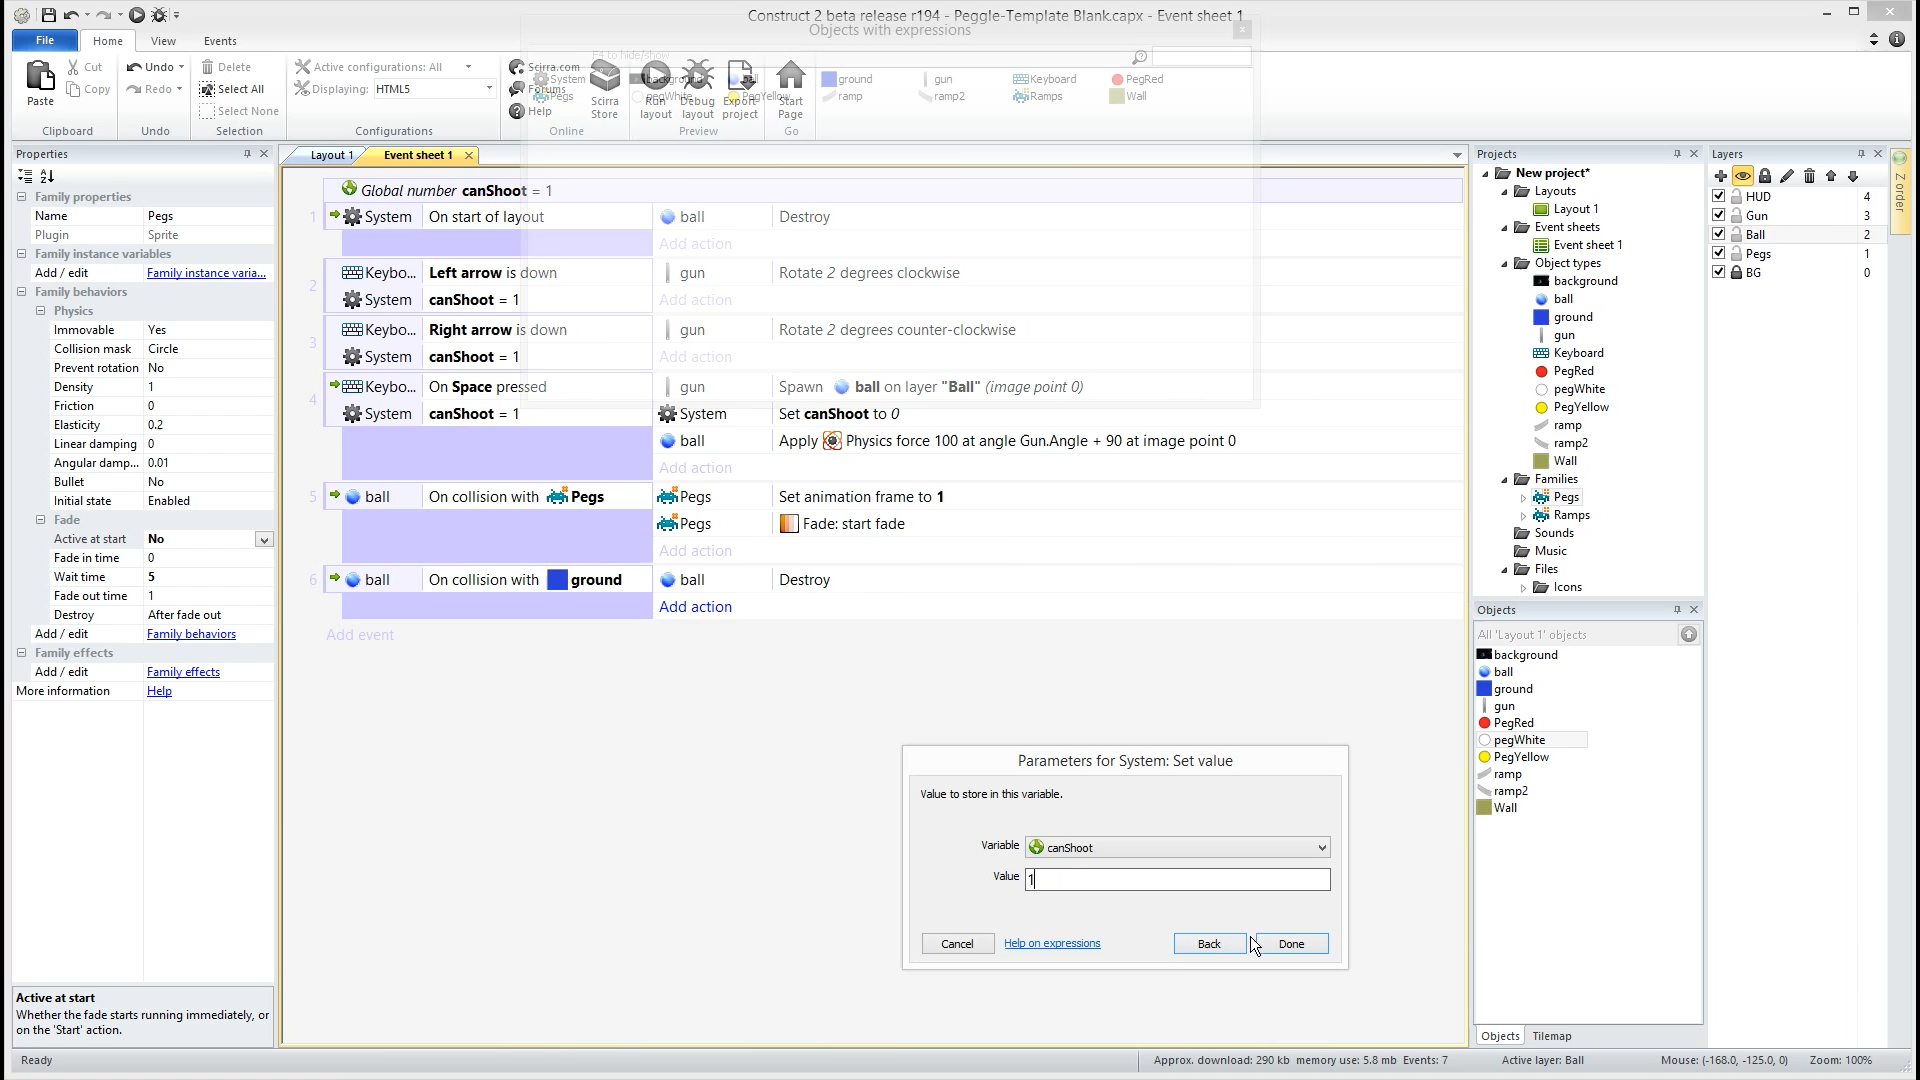 Construct 2 beta release r194 - Peggle-Template Blank.capx - Event sheet 1
Objects with expressions
File Home View Events
F4 to hide/show
Paste Cut Copy
Undo Redo
Delete Select All Select None
Active configurations: All
Displaying: HTML5
Scirra.com Forums Help
Scirra Store
Run layout Debug layout Export project Start Page
System background ball ground gun Keyboard PegRed
Pegs pegWhite PegYellow ramp ramp2 Ramps Wall
Clipboard Undo Selection Configurations Online Preview Go
Properties
Family properties
Name Pegs
Plugin Sprite
Family instance variables
Add / edit Family instance varia...
Family behaviors
Physics
Immovable Yes
Collision mask Circle
Prevent rotation No
Density 1
Friction 0
Elasticity 0.2
Linear damping 0
Angular damp... 0.01
Bullet No
Initial state Enabled
Fade
Active at start No
Fade in time 0
Wait time 5
Fade out time 1
Destroy After fade out
Add / edit Family behaviors
Family effects
Add / edit Family effects
More information Help
Active at start
Whether the fade starts running immediately, or
on the 'Start' action.
Layout 1 Event sheet 1
Global number canShoot = 1
1 System On start of layout ball Destroy
Add action
2 Keybo... Left arrow is down gun Rotate 2 degrees clockwise
System canShoot = 1 Add action
3 Keybo... Right arrow is down gun Rotate 2 degrees counter-clockwise
System canShoot = 1 Add action
4 Keybo... On Space pressed gun Spawn ball on layer "Ball" (image point 0)
System canShoot = 1 System Set canShoot to 0
ball Apply Physics force 100 at angle Gun.Angle + 90 at image point 0
Add action
5 ball On collision with Pegs Pegs Set animation frame to 1
Pegs Fade: start fade
Add action
6 ball On collision with ground ball Destroy
Add action
Add event
Parameters for System: Set value
Value to store in this variable.
Variable canShoot
Value 1
Cancel Help on expressions Back Done
Projects
New project*
Layouts
Layout 1
Event sheets
Event sheet 1
Object types
background
ball
ground
gun
Keyboard
PegRed
pegWhite
PegYellow
ramp
ramp2
Wall
Families
Pegs
Ramps
Sounds
Music
Files
Icons
Objects
All 'Layout 1' objects
background
ball
ground
gun
PegRed
pegWhite
PegYellow
ramp
ramp2
Wall
Objects Tilemap
Layers
HUD 4
Gun 3
Ball 2
Pegs 1
BG 0
Z order
Ready
Approx. download: 290 kb memory use: 5.8 mb Events: 7 Active layer: Ball Mouse: (-168.0, -125.0, 0) Zoom: 100%